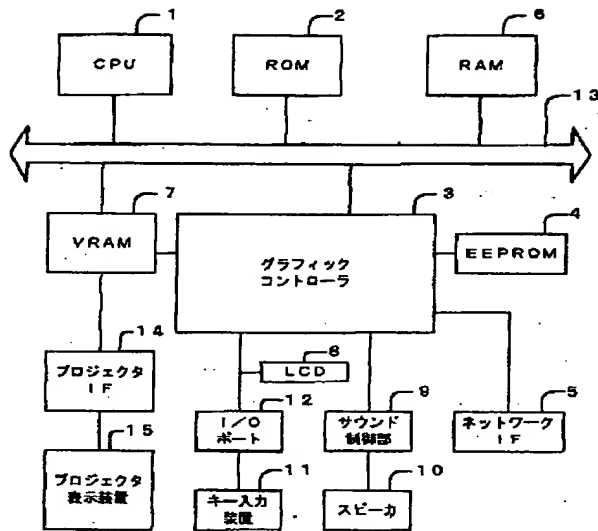 1
2
6
CPU
ROM
RAM
13
7
3
4
VRAM
グラフィック
コントローラ
EEPROM
14
8
LCD
プロジェクタ
IF
12
9
5
I/O
ポート
サウンド
制御部
ネットワーク
IF
15
11
10
プロジェクタ
表示装置
キー入力
装置
スピーカ